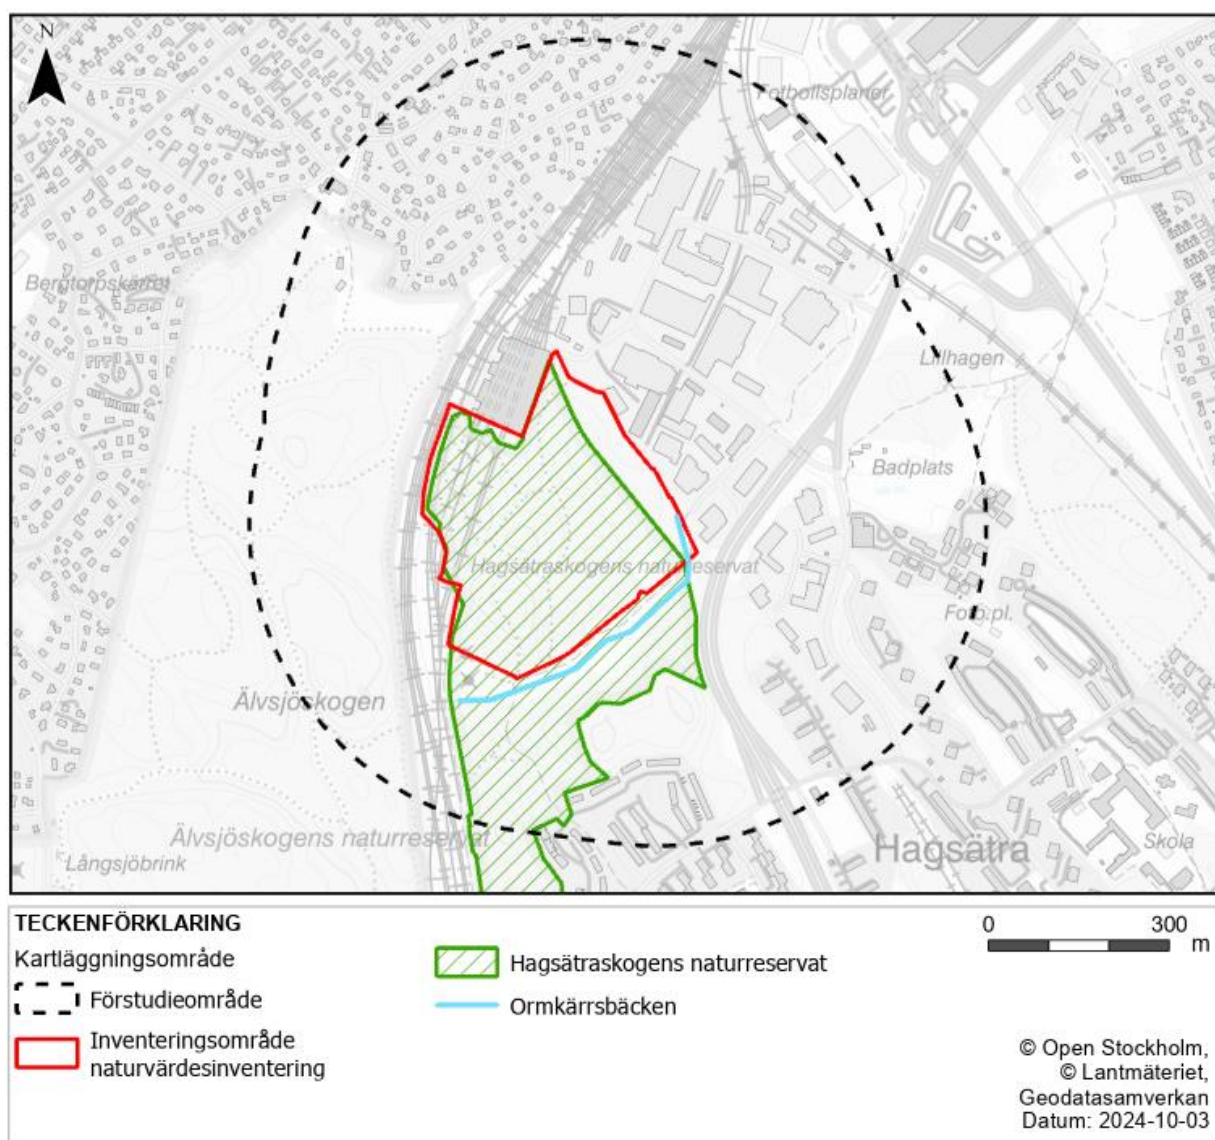 N
Fotbollsplaner
Bergtorpskärret
Lillhagen
Badplats
Hagsätraskogens naturreservat
Fotb.pl.
Älvsjöskogen
Älvsjöskogens naturreservat
Hagsätra
Skola
Långsjöbrink
TECKENFÖRKLARING
Kartläggningsområde
Förstudieområde
Inventeringsområde
naturvärdesinventering
Hagsätraskogens naturreservat
Ormkärrsbäcken
0 300
m
© Open Stockholm,
© Lantmäteriet,
Geodatasamverkan
Datum: 2024-10-03